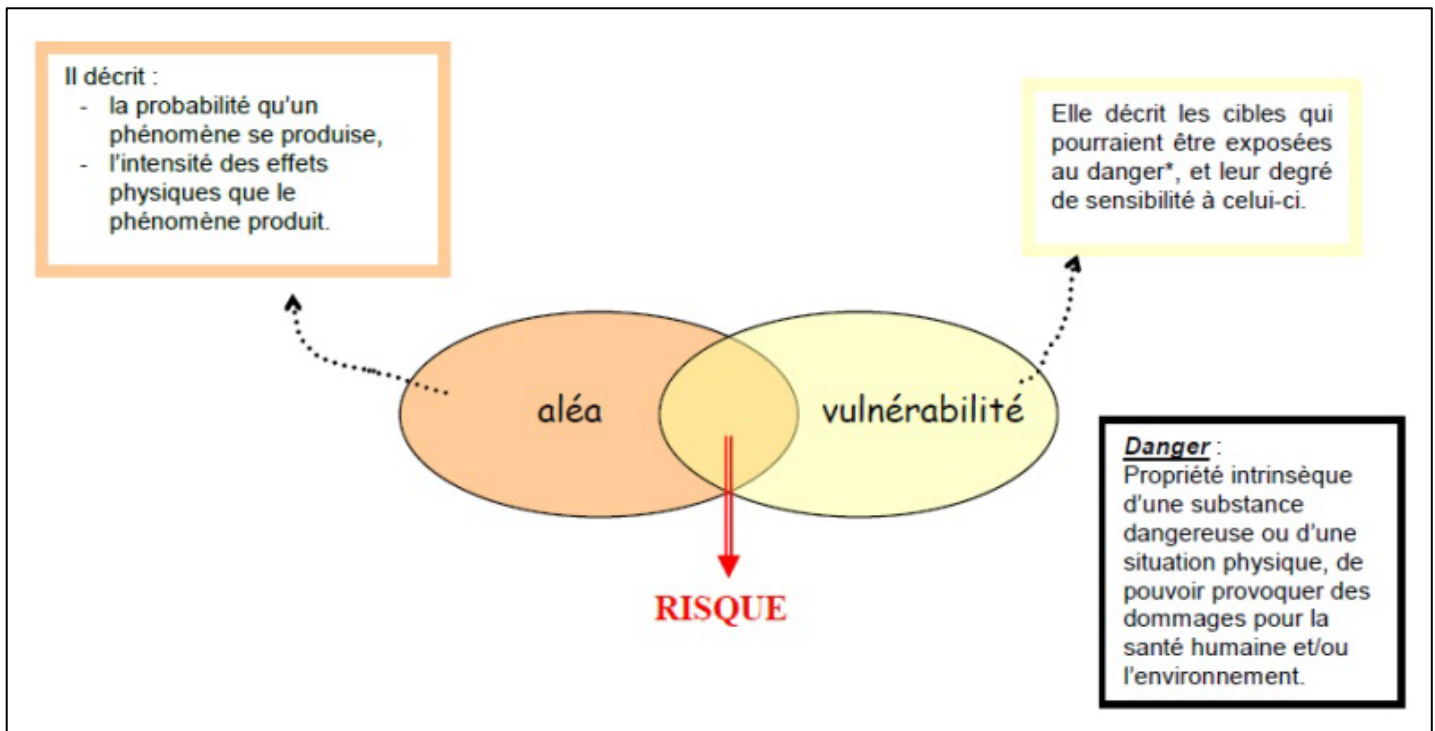 Il décrit :
- la probabilité qu'un
phénomène se produise,
- l'intensité des effets
physiques que le
phénomène produit.
Elle décrit les cibles qui
pourraient être exposées
au danger*, et leur degré
de sensibilité à celui-ci.
aléa
vulnérabilité
RISQUE
Danger :
Propriété intrinsèque
d'une substance
dangereuse ou d'une
situation physique, de
pouvoir provoquer des
dommages pour la
santé humaine et/ou
l'environnement.